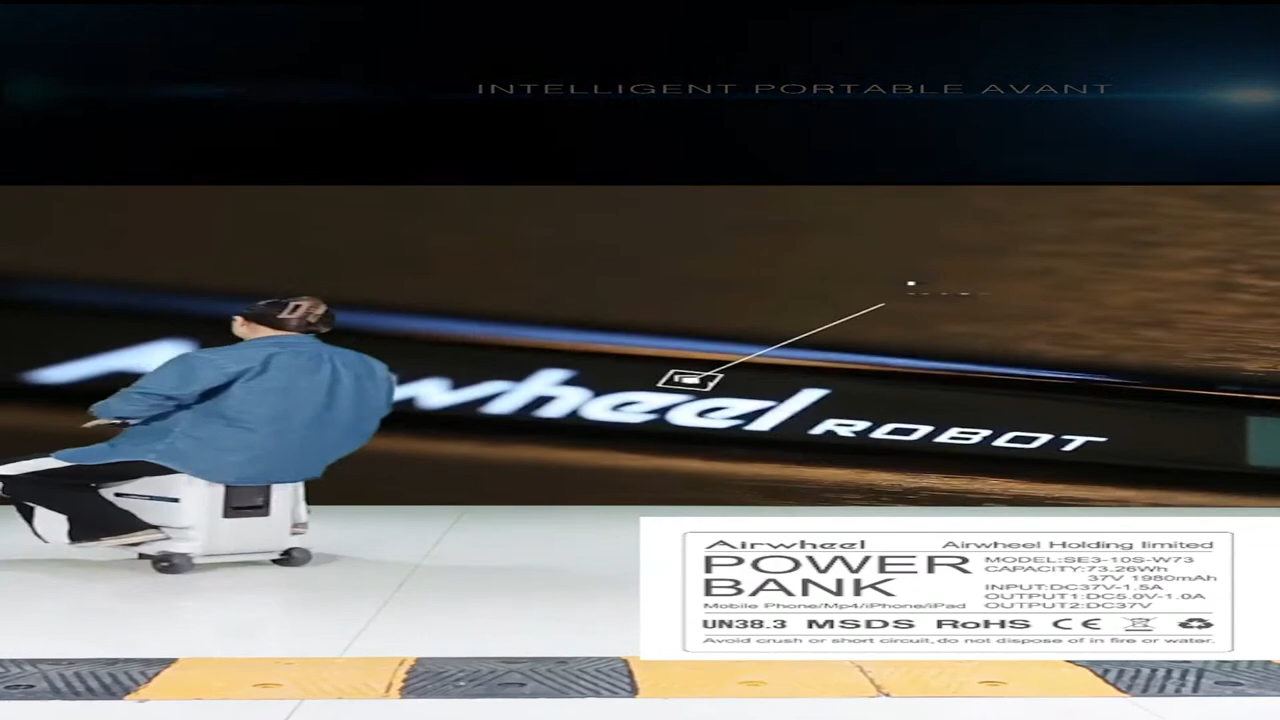 INTELLIGENT PORTABLE AVANT
wheel ROBOT
Airwheel
Airwheel Holding limited
POWER
BANK
Mobile Phone/Mp4/iPhone/iPad
MODEL:SE3-10S-W73
CAPACITY:73.26Wh
37V 1980mAh
INPUT:DC37V-1.5A
OUTPUT1:DC5.0V-1.0A
OUTPUT2:DC37V
UN38.3 MSDS RoHS CE
Avoid crush or short circuit, do not dispose of in fire or water.